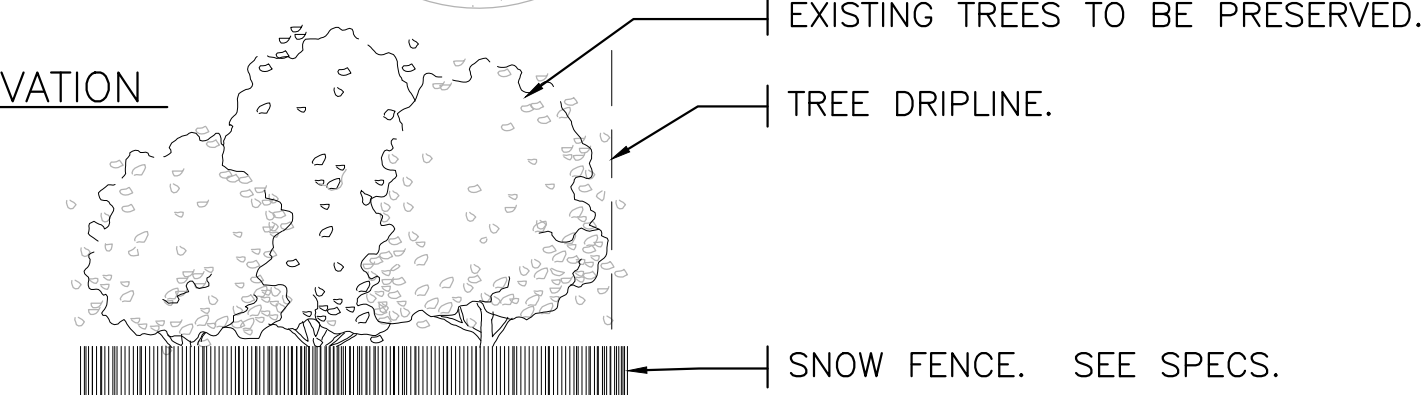 EXISTING TREES TO BE PRESERVED.
VATION
TREE DRIPLINE.
SNOW FENCE. SEE SPECS.